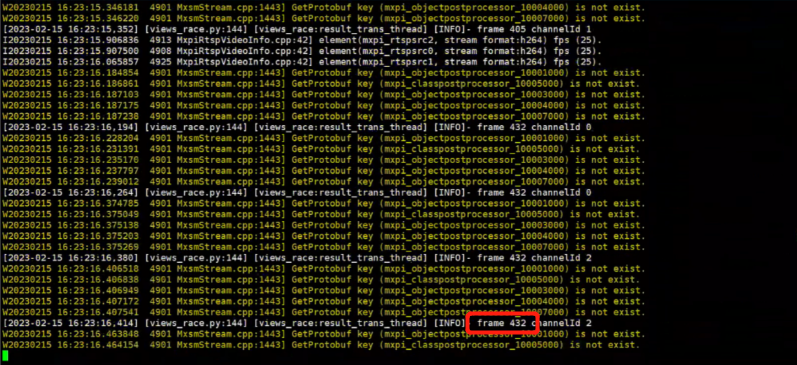 W20230215 16:23:15.346181  4901 MxsmStream.cpp:1443] GetProtobuf key (mxpi_objectpostprocessor_10004000) is not exist.
W20230215 16:23:15.346220  4901 MxsmStream.cpp:1443] GetProtobuf key (mxpi_objectpostprocessor_10007000) is not exist.
[2023-02-15 16:23:15,352] [views_race.py:144] [views_race:result_trans_thread] [INFO]- frame 405 channelId 1
I20230215 16:23:15.906836  4913 MxpiRtspVideoInfo.cpp:42] element(mxpi_rtspsrc2, stream format:h264) fps (25).
I20230215 16:23:15.907500  4908 MxpiRtspVideoInfo.cpp:42] element(mxpi_rtspsrc0, stream format:h264) fps (25).
I20230215 16:23:16.065857  4925 MxpiRtspVideoInfo.cpp:42] element(mxpi_rtspsrc1, stream format:h264) fps (25).
W20230215 16:23:16.184854  4901 MxsmStream.cpp:1443] GetProtobuf key (mxpi_objectpostprocessor_10001000) is not exist.
W20230215 16:23:16.186861  4901 MxsmStream.cpp:1443] GetProtobuf key (mxpi_classpostprocessor_10005000) is not exist.
W20230215 16:23:16.187103  4901 MxsmStream.cpp:1443] GetProtobuf key (mxpi_objectpostprocessor_10003000) is not exist.
W20230215 16:23:16.187175  4901 MxsmStream.cpp:1443] GetProtobuf key (mxpi_objectpostprocessor_10004000) is not exist.
W20230215 16:23:16.187238  4901 MxsmStream.cpp:1443] GetProtobuf key (mxpi_objectpostprocessor_10007000) is not exist.
[2023-02-15 16:23:16,194] [views_race.py:144] [views_race:result_trans_thread] [INFO]- frame 432 channelId 0
W20230215 16:23:16.228204  4901 MxsmStream.cpp:1443] GetProtobuf key (mxpi_objectpostprocessor_10001000) is not exist.
W20230215 16:23:16.231391  4901 MxsmStream.cpp:1443] GetProtobuf key (mxpi_classpostprocessor_10005000) is not exist.
W20230215 16:23:16.235170  4901 MxsmStream.cpp:1443] GetProtobuf key (mxpi_objectpostprocessor_10003000) is not exist.
W20230215 16:23:16.237797  4901 MxsmStream.cpp:1443] GetProtobuf key (mxpi_objectpostprocessor_10004000) is not exist.
W20230215 16:23:16.239012  4901 MxsmStream.cpp:1443] GetProtobuf key (mxpi_objectpostprocessor_10007000) is not exist.
[2023-02-15 16:23:16,264] [views_race.py:144] [views_race:result_trans_thread] [INFO]- frame 432 channelId 0
W20230215 16:23:16.374785  4901 MxsmStream.cpp:1443] GetProtobuf key (mxpi_objectpostprocessor_10001000) is not exist.
W20230215 16:23:16.375049  4901 MxsmStream.cpp:1443] GetProtobuf key (mxpi_classpostprocessor_10005000) is not exist.
W20230215 16:23:16.375138  4901 MxsmStream.cpp:1443] GetProtobuf key (mxpi_objectpostprocessor_10003000) is not exist.
W20230215 16:23:16.375203  4901 MxsmStream.cpp:1443] GetProtobuf key (mxpi_objectpostprocessor_10004000) is not exist.
W20230215 16:23:16.375269  4901 MxsmStream.cpp:1443] GetProtobuf key (mxpi_objectpostprocessor_10007000) is not exist.
[2023-02-15 16:23:16,380] [views_race.py:144] [views_race:result_trans_thread] [INFO]- frame 432 channelId 2
W20230215 16:23:16.406518  4901 MxsmStream.cpp:1443] GetProtobuf key (mxpi_objectpostprocessor_10001000) is not exist.
W20230215 16:23:16.406838  4901 MxsmStream.cpp:1443] GetProtobuf key (mxpi_classpostprocessor_10005000) is not exist.
W20230215 16:23:16.406949  4901 MxsmStream.cpp:1443] GetProtobuf key (mxpi_objectpostprocessor_10003000) is not exist.
W20230215 16:23:16.407172  4901 MxsmStream.cpp:1443] GetProtobuf key (mxpi_objectpostprocessor_10004000) is not exist.
W20230215 16:23:16.407541  4901 MxsmStream.cpp:1443] GetProtobuf key (mxpi_objectpostprocessor_10007000) is not exist.
[2023-02-15 16:23:16,414] [views_race.py:144] [views_race:result_trans_thread] [INFO]- frame 432 channelId 2
W20230215 16:23:16.463848  4901 MxsmStream.cpp:1443] GetProtobuf key (mxpi_objectpostprocessor_10001000) is not exist.
W20230215 16:23:16.464154  4901 MxsmStream.cpp:1443] GetProtobuf key (mxpi_classpostprocessor_10005000) is not exist.